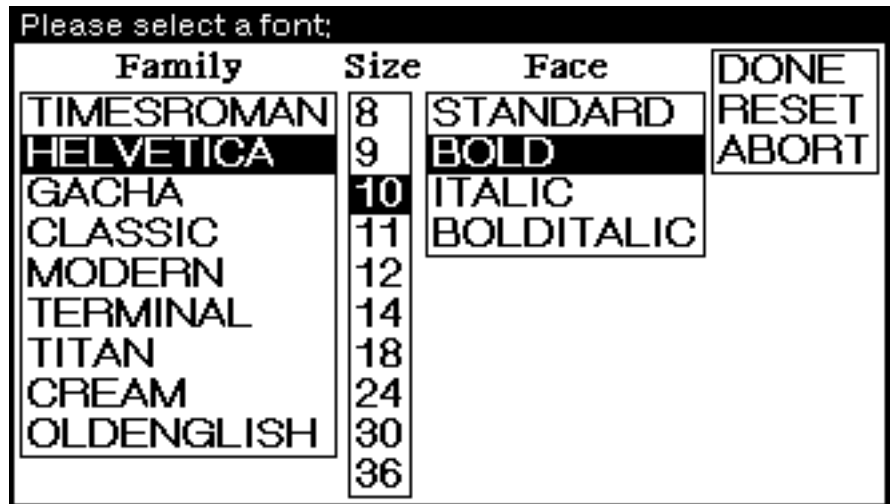 Please select a font:
Family Size Face
TIMESROMAN
HELVETICA
GACHA
CLASSIC
MODERN
TERMINAL
TITAN
CREAM
OLDENGLISH
8
9
10
11
12
14
18
24
30
36
STANDARD
BOLD
ITALIC
BOLDITALIC
DONE
RESET
ABORT